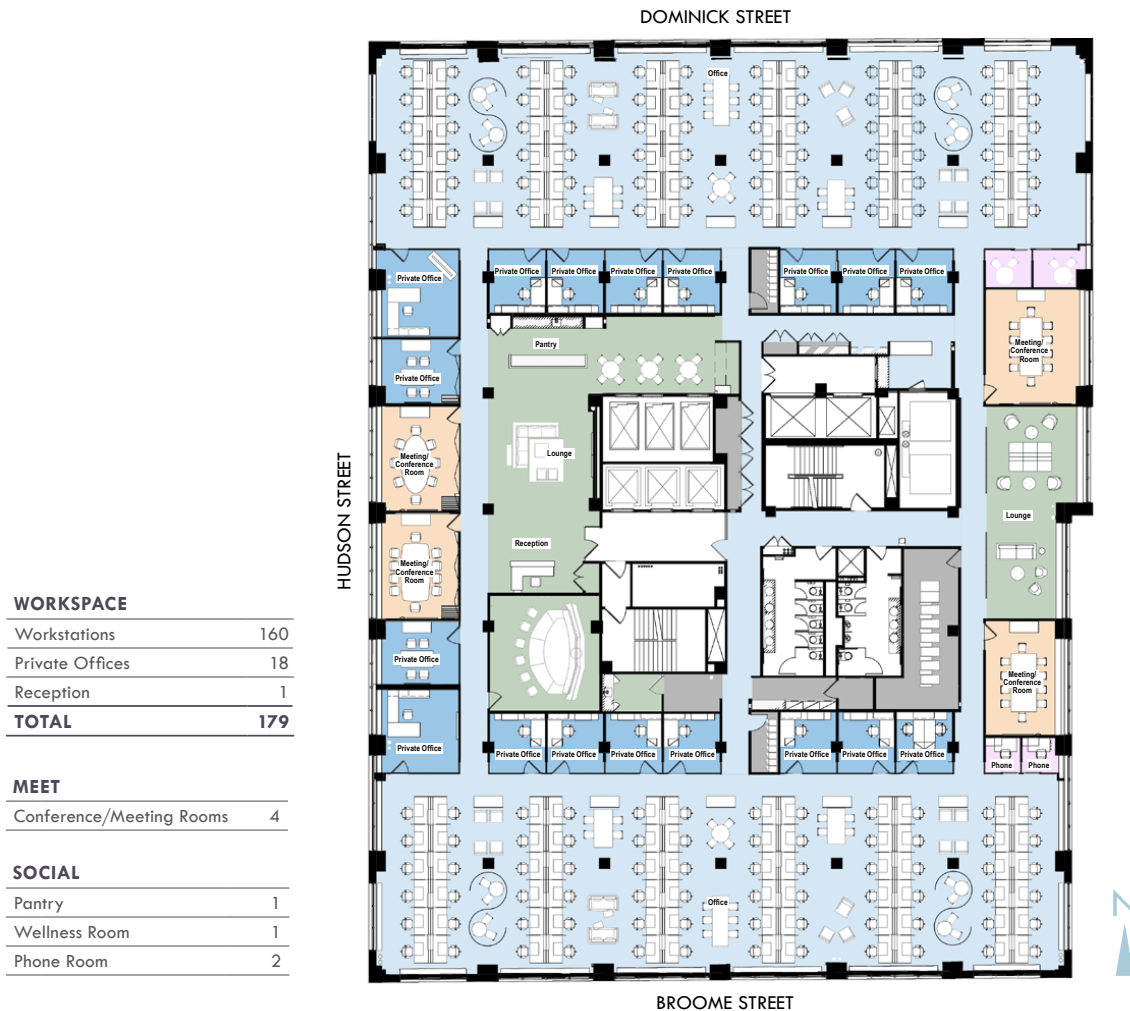 DOMINICK STREET
Office
Private Office
Private Office Private Office Private Office Private Office
Private Office Private Office Private Office
Pantry
Private Office
Meeting/
Conference
Room
Meeting/
Conference
Room
Lounge
Lounge
HUDSON STREET
Reception
Meeting/
Conference
Room
Private Office
Meeting/
Conference
Room
Private Office
Private Office Private Office Private Office Private Office
Private Office Private Office Private Office
Phone Phone
Office
BROOME STREET
N
WORKSPACE
Workstations 160
Private Offices 18
Reception 1
TOTAL 179
MEET
Conference/Meeting Rooms 4
SOCIAL
Pantry 1
Wellness Room 1
Phone Room 2